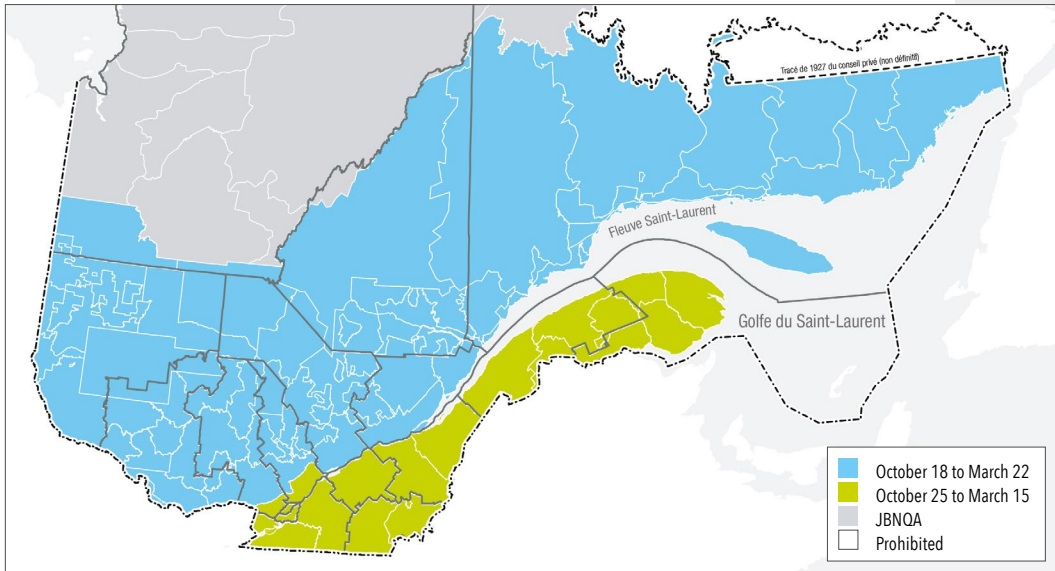 Tracé de 1927 du conseil privé (non définitif)
Fleuve Saint-Laurent
Golfe du Saint-Laurent
October 18 to March 22
October 25 to March 15
JBNQA
Prohibited